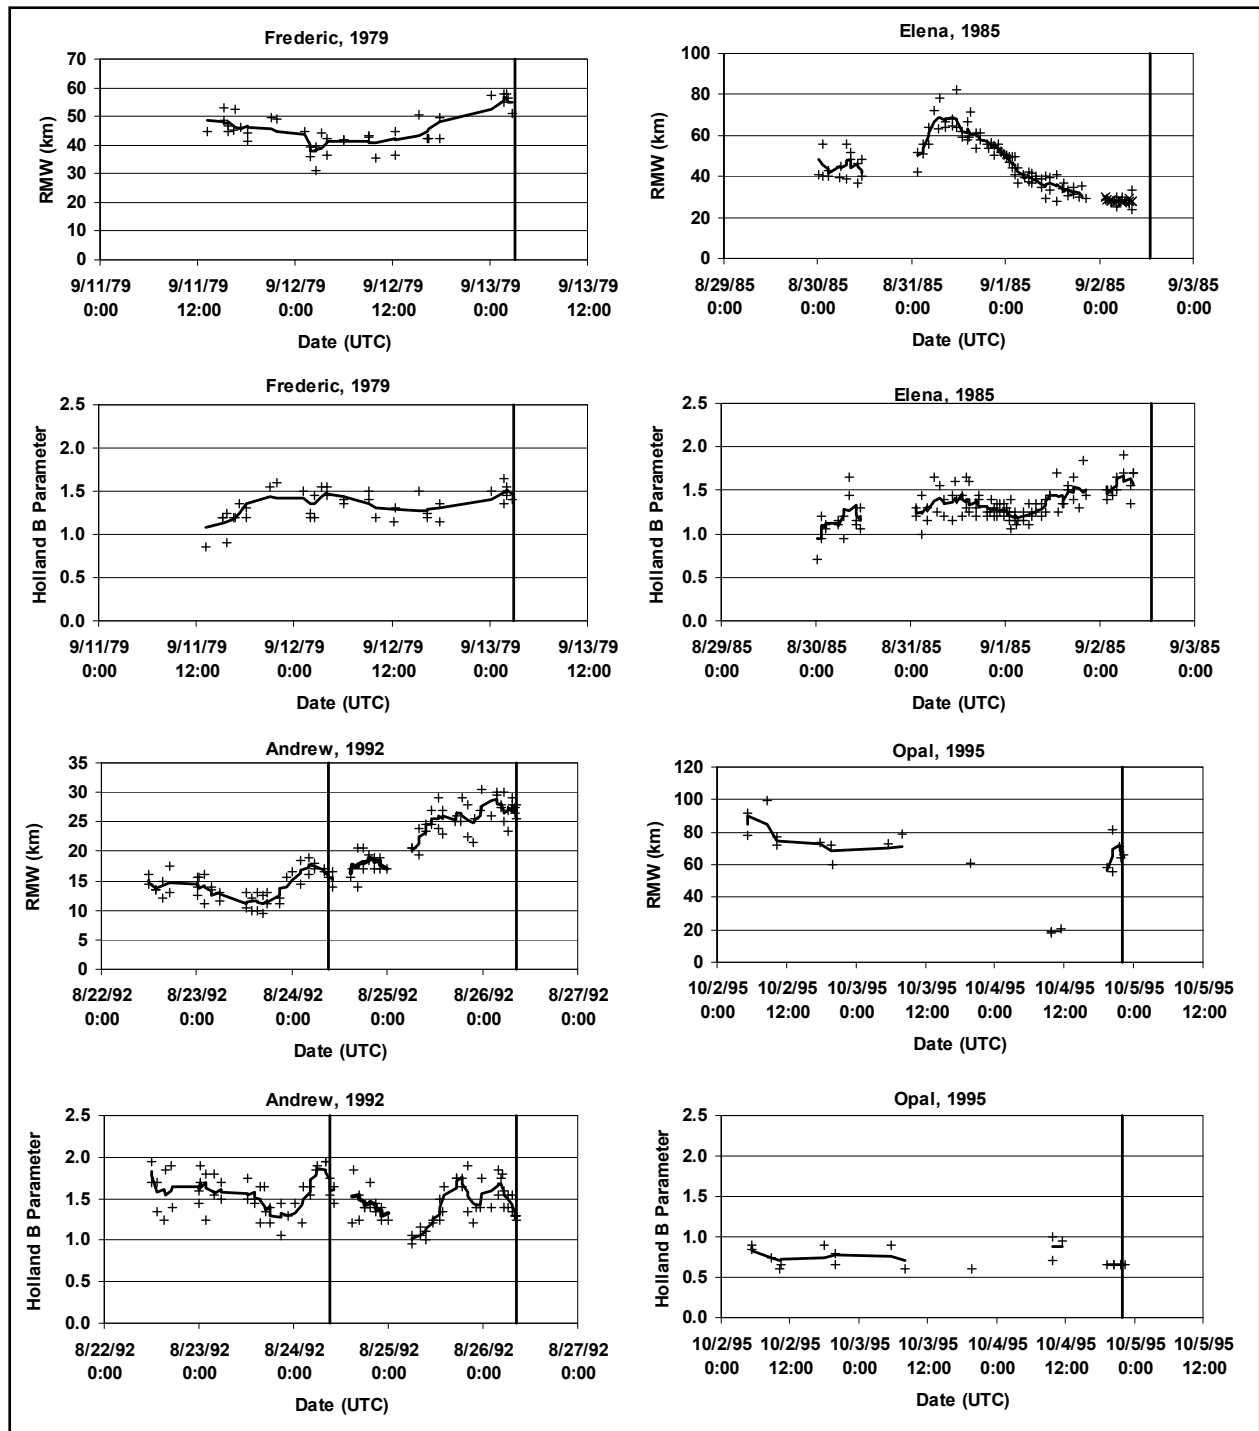 Frederic, 1979
RMW (km)
70
60
50
40
30
20
10
0
9/11/79 9/11/79 9/12/79 9/12/79 9/13/79 9/13/79
0:00 12:00 0:00 12:00 0:00 12:00
Date (UTC)
Elena, 1985
RMW (km)
100
80
60
40
20
0
8/29/85 8/30/85 8/31/85 9/1/85 9/2/85 9/3/85
0:00 0:00 0:00 0:00 0:00 0:00
Date (UTC)
Frederic, 1979
Holland B Parameter
2.5
2.0
1.5
1.0
0.5
0.0
9/11/79 9/11/79 9/12/79 9/12/79 9/13/79 9/13/79
0:00 12:00 0:00 12:00 0:00 12:00
Date (UTC)
Elena, 1985
Holland B Parameter
2.5
2.0
1.5
1.0
0.5
0.0
8/29/85 8/30/85 8/31/85 9/1/85 9/2/85 9/3/85
0:00 0:00 0:00 0:00 0:00 0:00
Date (UTC)
Andrew, 1992
RMW (km)
35
30
25
20
15
10
5
0
8/22/92 8/23/92 8/24/92 8/25/92 8/26/92 8/27/92
0:00 0:00 0:00 0:00 0:00 0:00
Date (UTC)
Opal, 1995
RMW (km)
120
100
80
60
40
20
0
10/2/95 10/2/95 10/3/95 10/3/95 10/4/95 10/4/95 10/5/95 10/5/95
0:00 12:00 0:00 12:00 0:00 12:00 0:00 12:00
Date (UTC)
Andrew, 1992
Holland B Parameter
2.5
2.0
1.5
1.0
0.5
0.0
8/22/92 8/23/92 8/24/92 8/25/92 8/26/92 8/27/92
0:00 0:00 0:00 0:00 0:00 0:00
Date (UTC)
Opal, 1995
Holland B Parameter
2.5
2.0
1.5
1.0
0.5
0.0
10/2/95 10/2/95 10/3/95 10/3/95 10/4/95 10/4/95 10/5/95 10/5/95
0:00 12:00 0:00 12:00 0:00 12:00 0:00 12:00
Date (UTC)